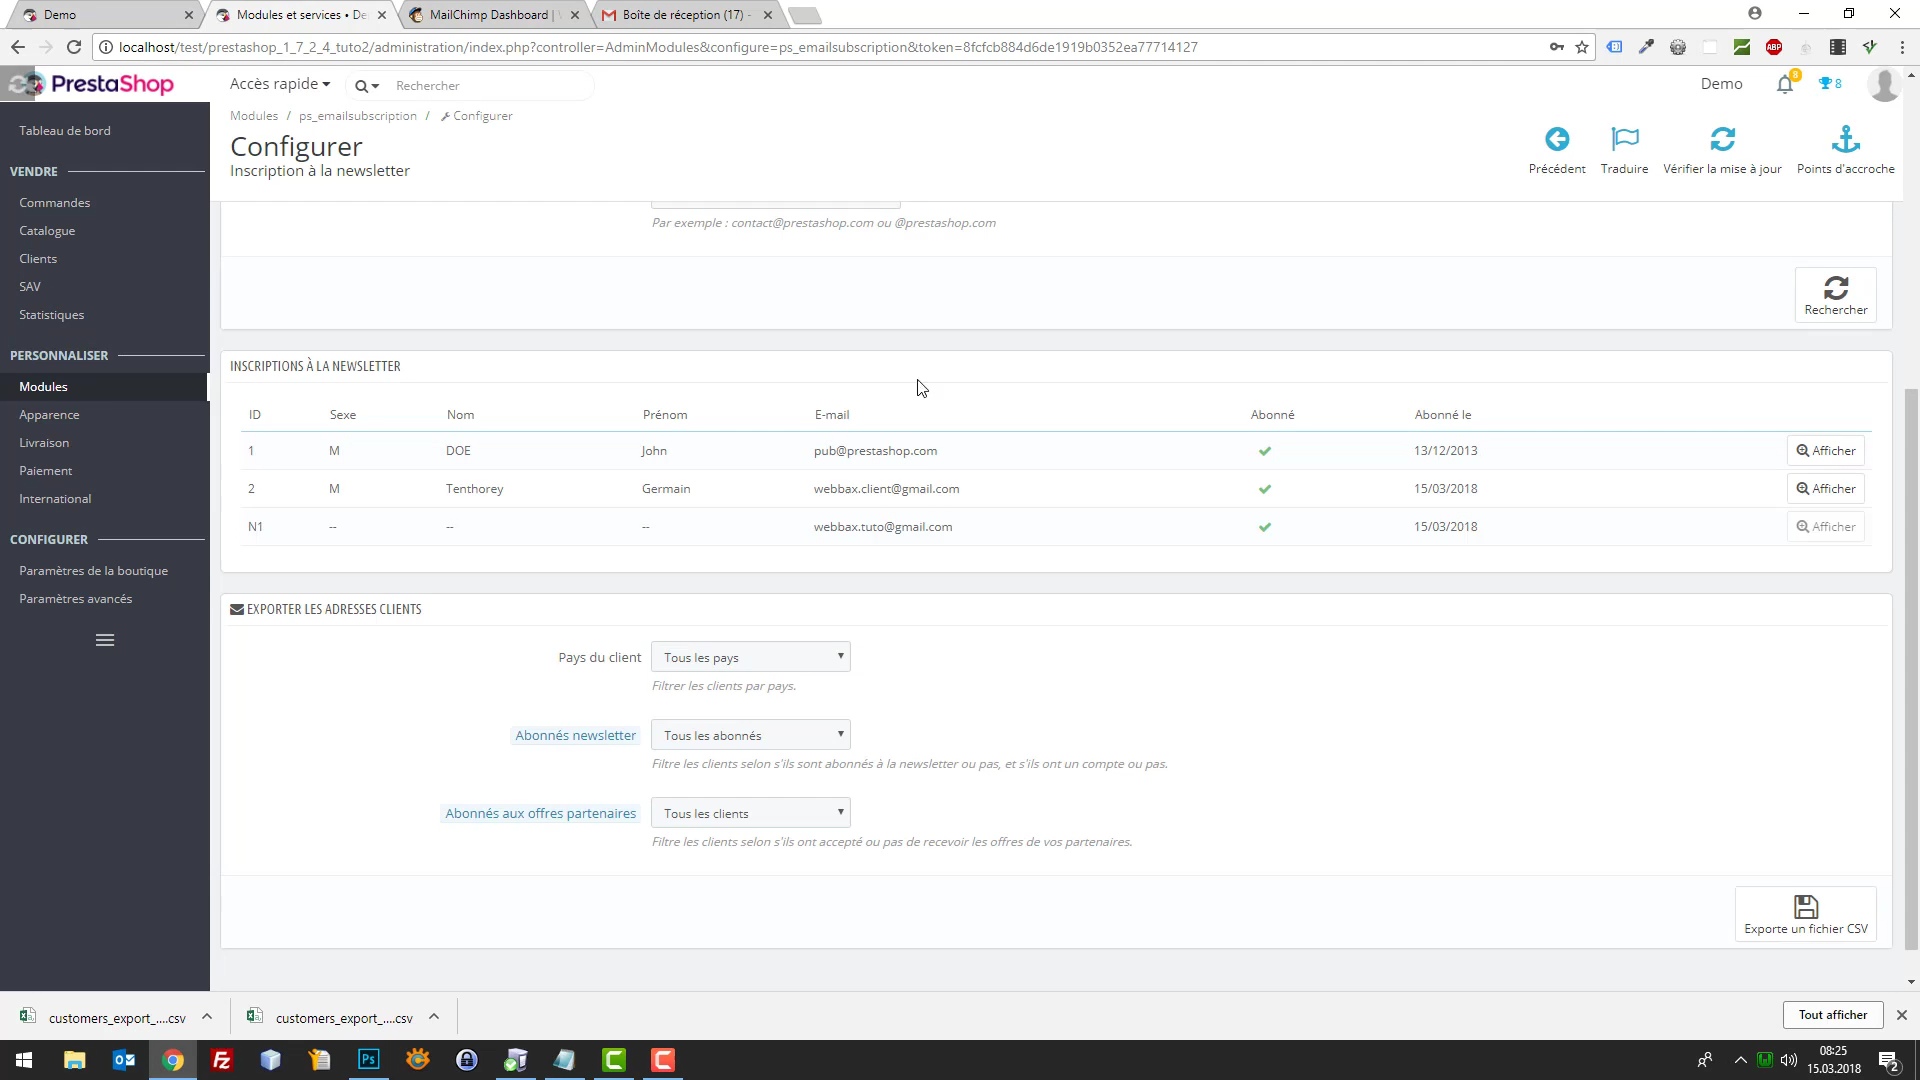 Demo
Modules et services • De
MailChimp Dashboard |
Boîte de réception (17) -
localhost/test/prestashop_1_7_2_4_tuto2/administration/index.php?controller=AdminModules&configure=ps_emailsubscription&token=8fcfcb884d6de1919b0352ea77714127
ABP
PrestaShop
Accès rapide
Rechercher
Demo
8
8
Modules / ps_emailsubscription / Configurer
Configurer
Inscription à la newsletter
Précédent
Traduire
Vérifier la mise à jour
Points d'accroche
Tableau de bord
VENDRE
Commandes
Catalogue
Clients
SAV
Statistiques
PERSONNALISER
Modules
Apparence
Livraison
Paiement
International
CONFIGURER
Paramètres de la boutique
Paramètres avancés
Par exemple : contact@prestashop.com ou @prestashop.com
Rechercher
INSCRIPTIONS À LA NEWSLETTER
ID Sexe Nom Prénom E-mail Abonné Abonné le
1 M DOE John pub@prestashop.com 13/12/2013 Afficher
2 M Tenthorey Germain webbax.client@gmail.com 15/03/2018 Afficher
N1 -- -- -- webbax.tuto@gmail.com 15/03/2018 Afficher
EXPORTER LES ADRESSES CLIENTS
Pays du client Tous les pays
Filtrer les clients par pays.
Abonnés newsletter Tous les abonnés
Filtre les clients selon s'ils sont abonnés à la newsletter ou pas, et s'ils ont un compte ou pas.
Abonnés aux offres partenaires Tous les clients
Filtre les clients selon s'ils ont accepté ou pas de recevoir les offres de vos partenaires.
Exporte un fichier CSV
customers_export_....csv
customers_export_....csv
Tout afficher
Ps
08:25
15.03.2018
2